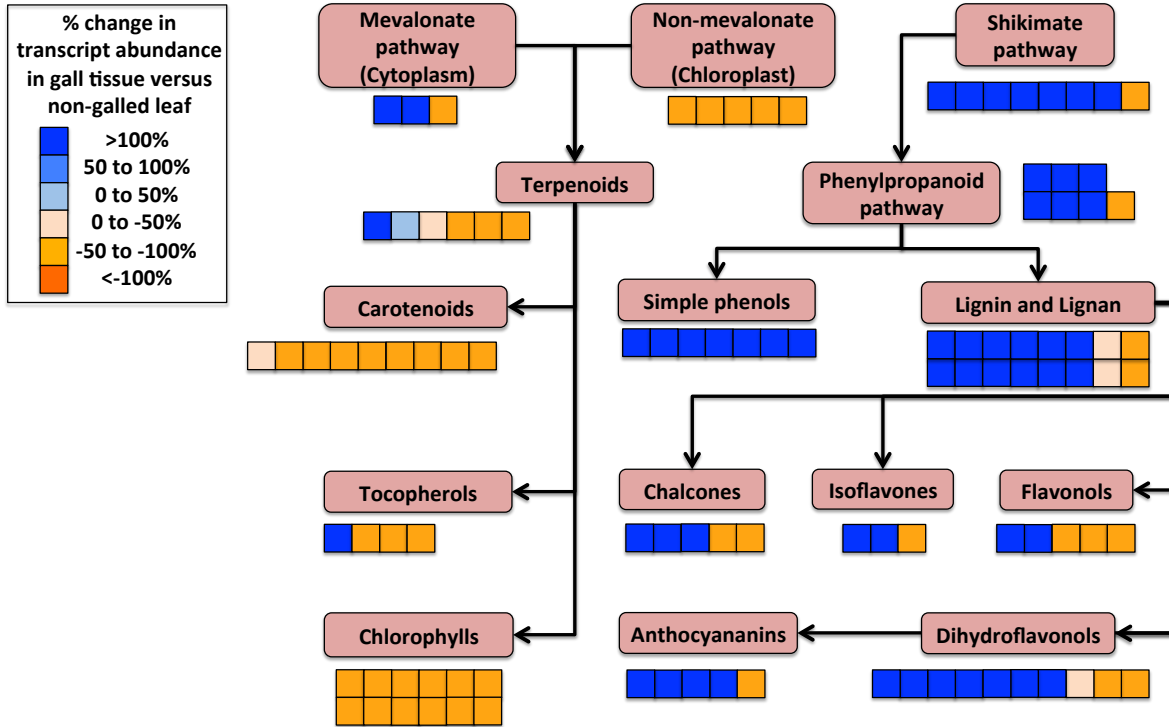 % change in
transcript abundance
in gall tissue versus
non-galled leaf
>100%
50 to 100%
0 to 50%
0 to -50%
-50 to -100%
<-100%
Mevalonate
pathway
(Cytoplasm)
Non-mevalonate
pathway
(Chloroplast)
Shikimate
pathway
Terpenoids
Phenylpropanoid
pathway
Carotenoids
Simple phenols
Lignin and Lignan
Tocopherols
Chalcones
Isoflavones
Flavonols
Chlorophylls
Anthocyananins
Dihydroflavonols